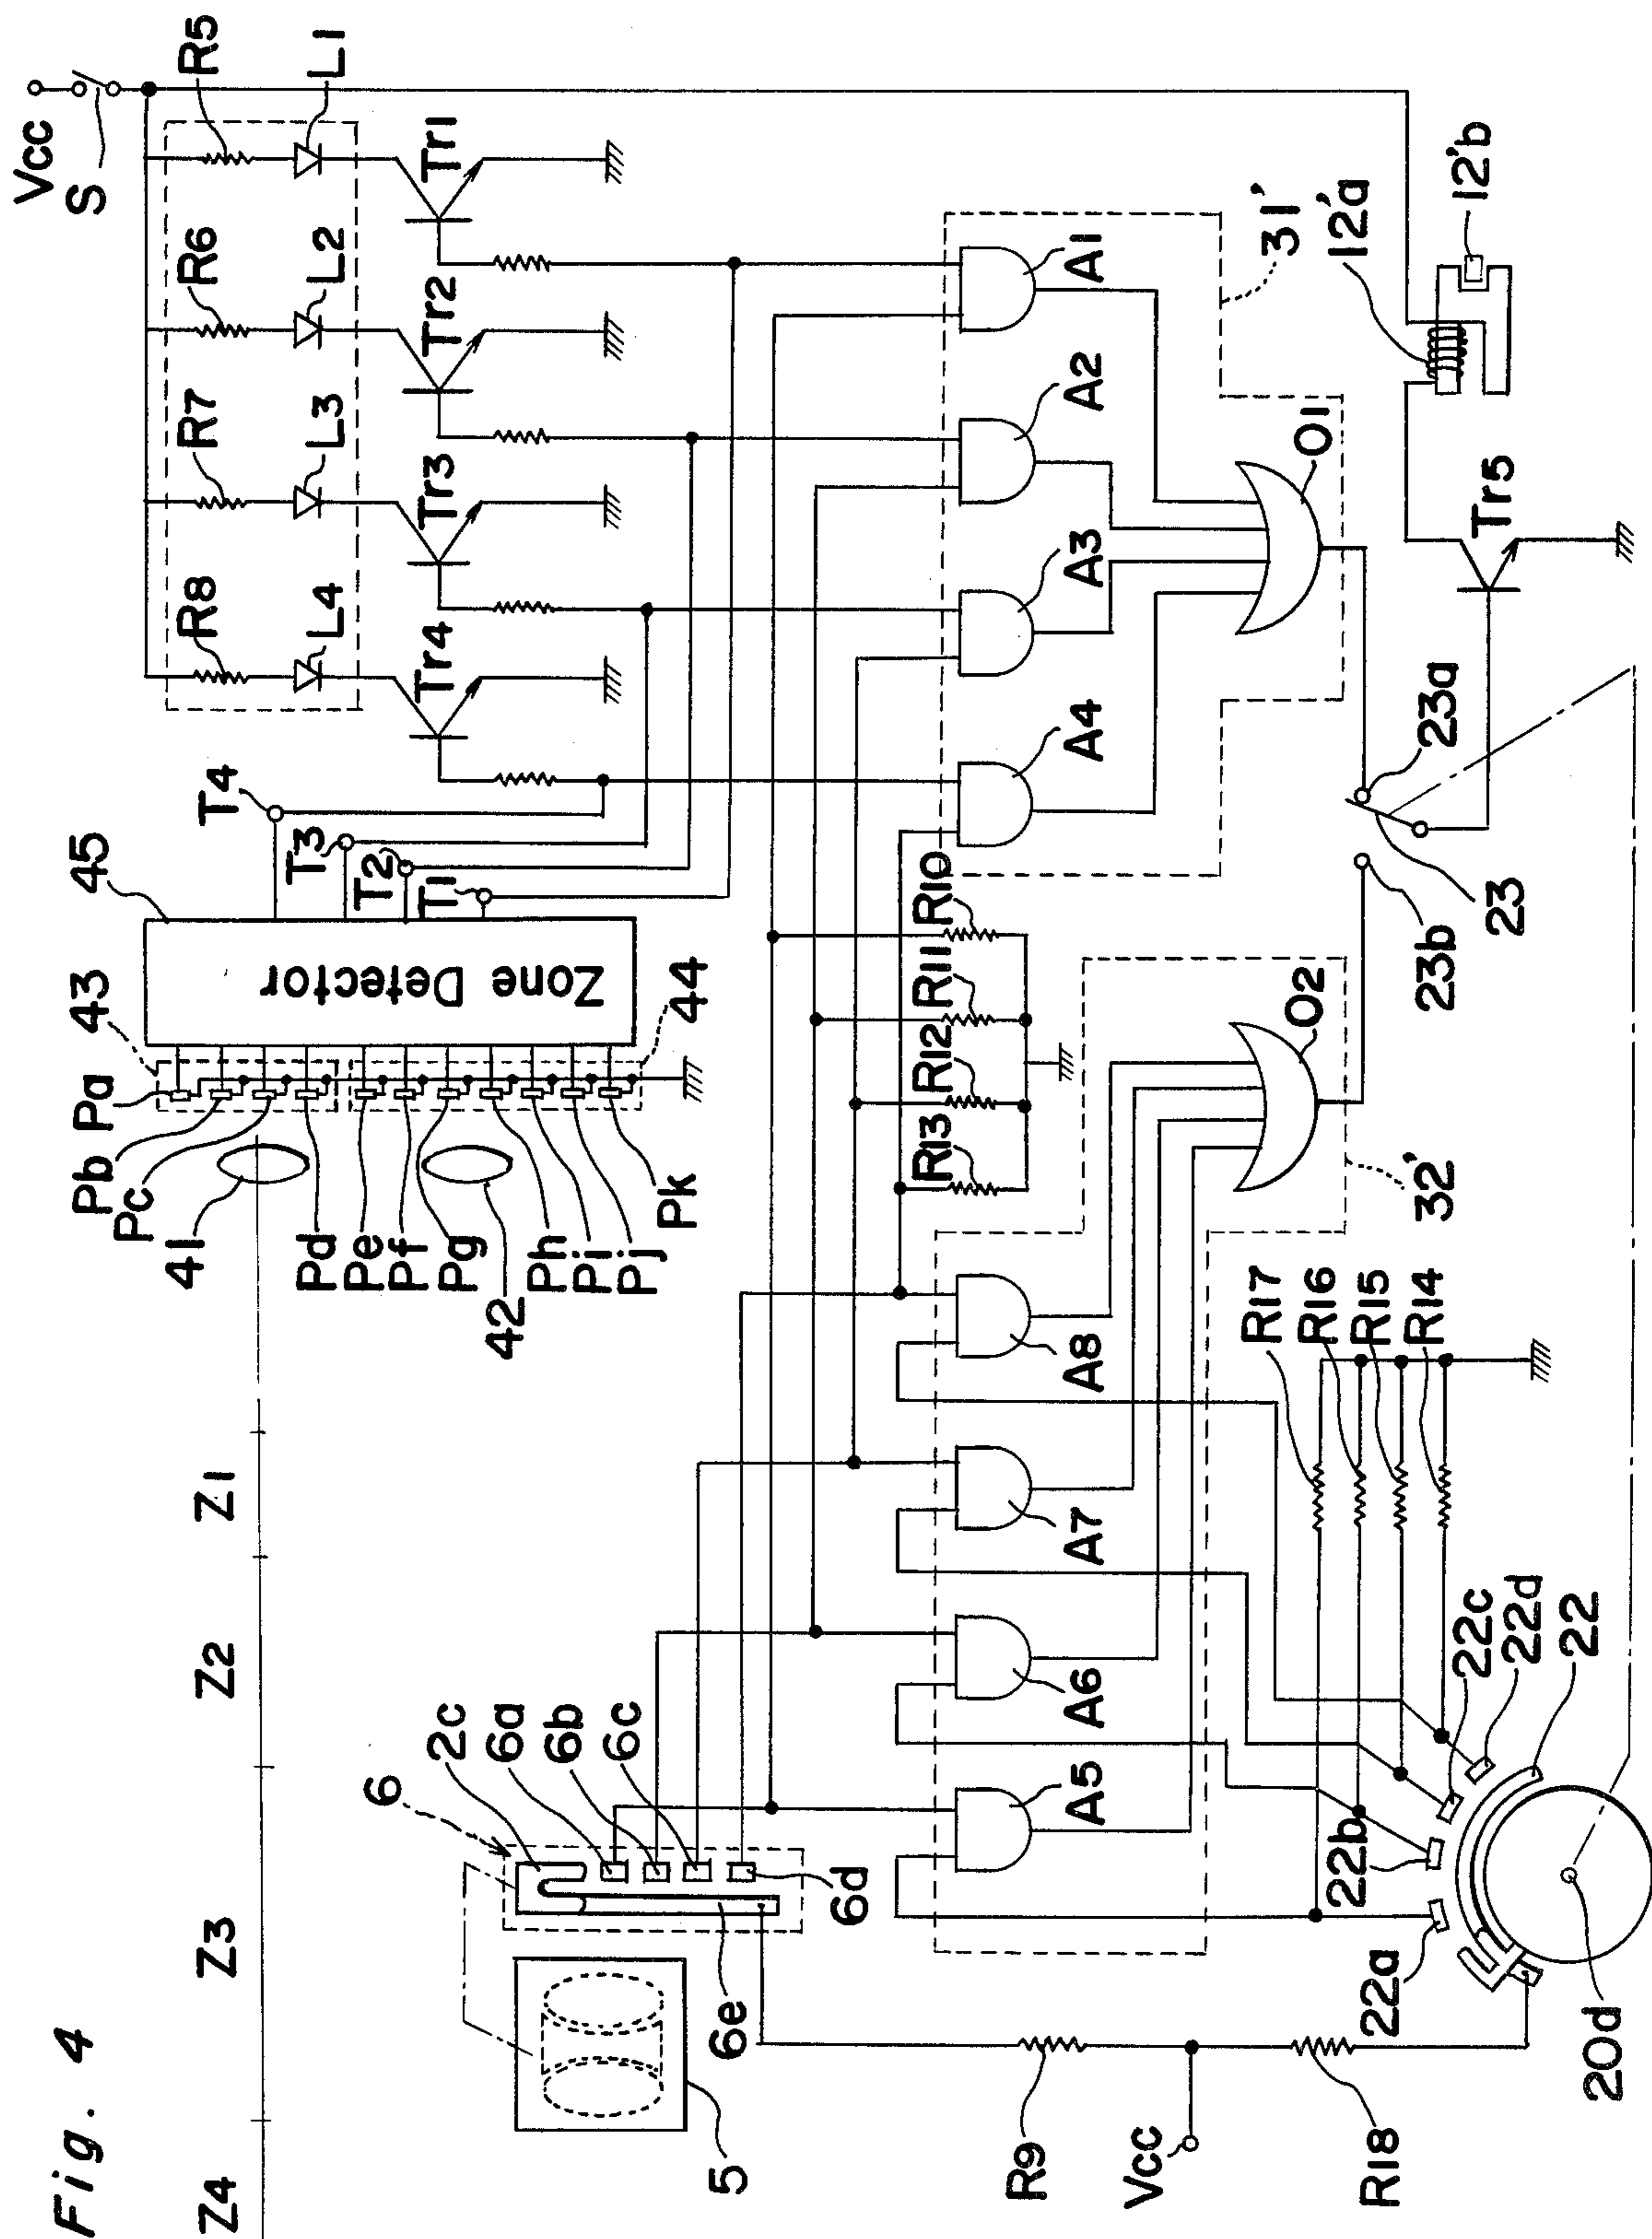 Fig. 4
Z4
Z3
Z2
Z1
41
42
Pa
Pb
Pc
Pd
Pe
Pf
Pg
Ph
Pi
Pj
Pk
43
44
45
Zone Detector
T4
T3
T2
T1
Vcc
S
R5
R6
R7
R8
L1
L2
L3
L4
Tr1
Tr2
Tr3
Tr4
5
6
2c
6a
6b
6c
6d
6e
R10
R11
R12
R13
A1
A2
A3
A4
O1
31'
A5
A6
A7
A8
O2
32'
12'a
12'b
Tr5
23
23a
23b
R9
Vcc
R18
R17
R16
R15
R14
22a
22b
22c
22d
22
20d